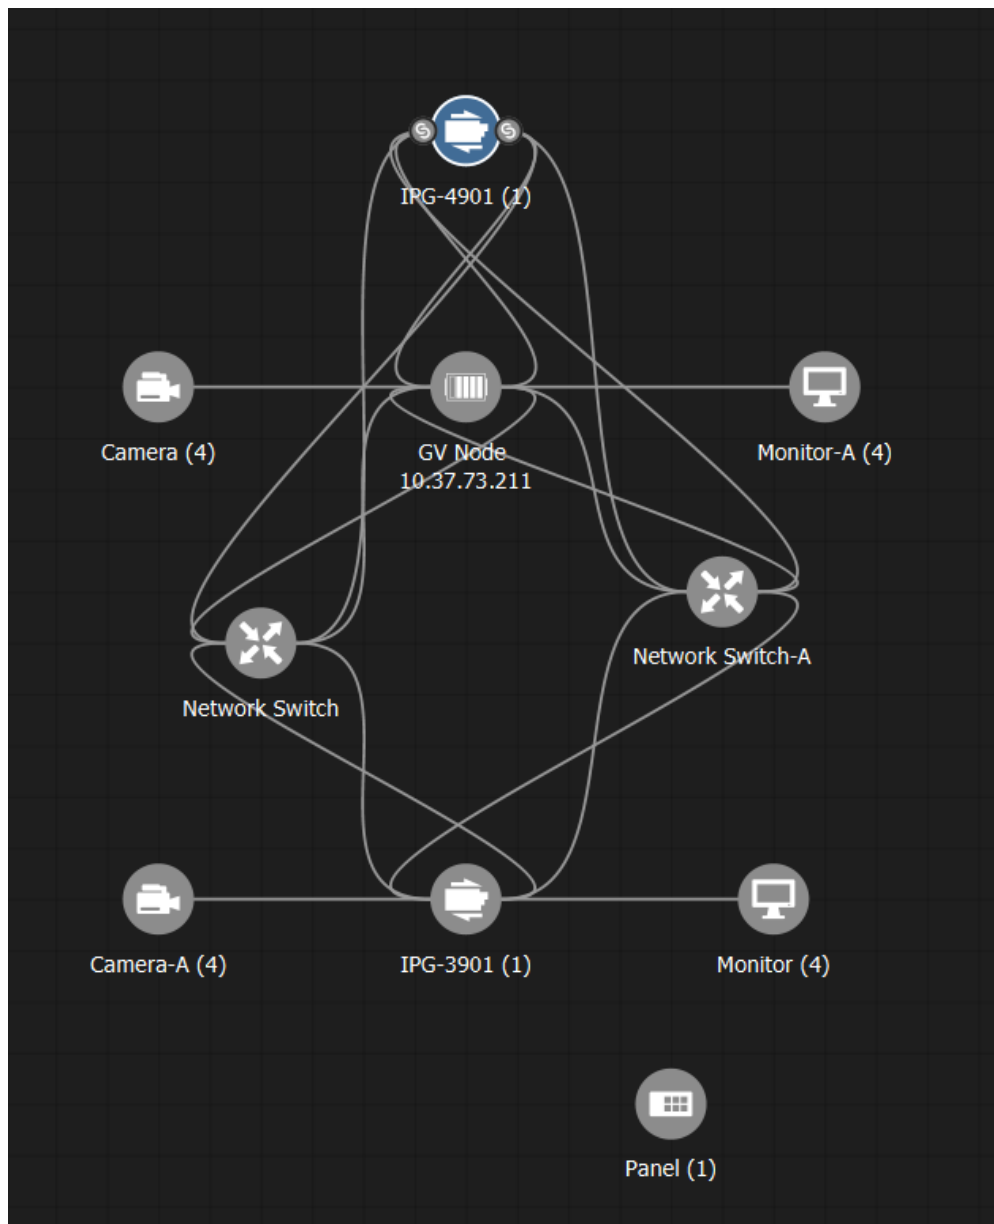 IPG-4901 (1)
Camera (4)
GV Node
10.37.73.211
Monitor-A (4)
Network Switch-A
Network Switch
Camera-A (4)
IPG-3901 (1)
Monitor (4)
Panel (1)